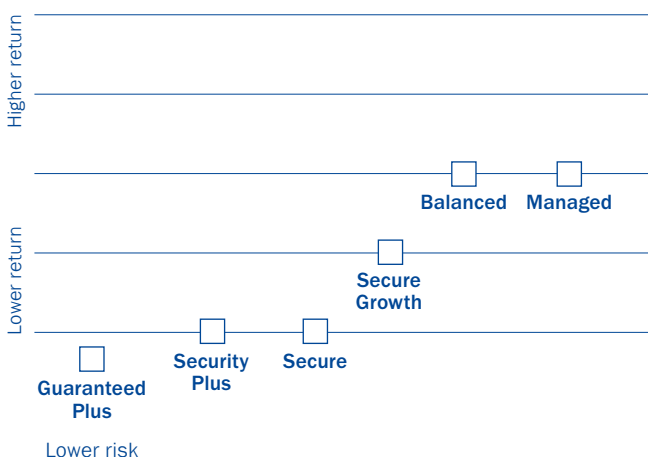 Higher return
Lower return
Balanced
Managed
Secure
Growth
Security
Plus
Secure
Guaranteed
Plus
Lower risk